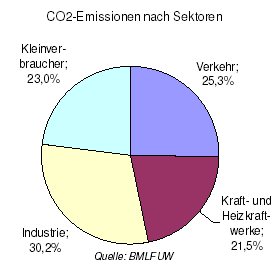 CO2-Emissionen nach Sektoren
Kleinver-
braucher;
23,0%
Verkehr;
25,3%
Kraft- und
Heizkraft-
werke;
21,5%
Industrie;
30,2%
Quelle: BMLFUW